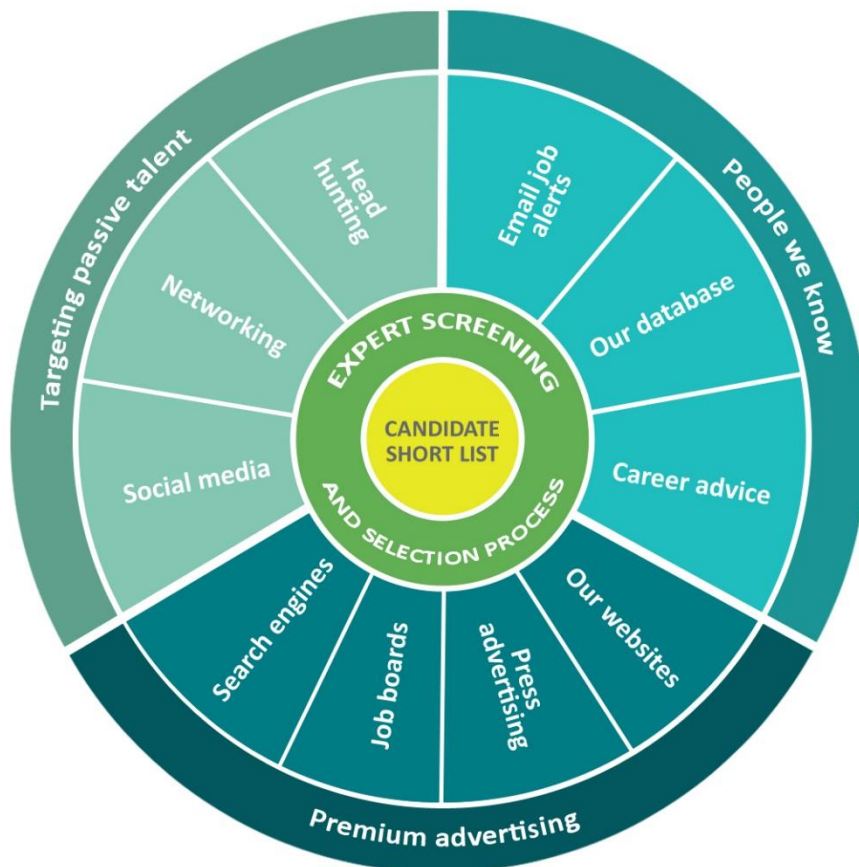 Targeting passive talent
Head
hunting
Networking
Social media
People we know
Email job
alerts
Our database
Career advice
EXPERT SCREENING
AND SELECTION PROCESS
CANDIDATE
SHORT LIST
Search engines
Job boards
Press
advertising
Our websites
Premium advertising